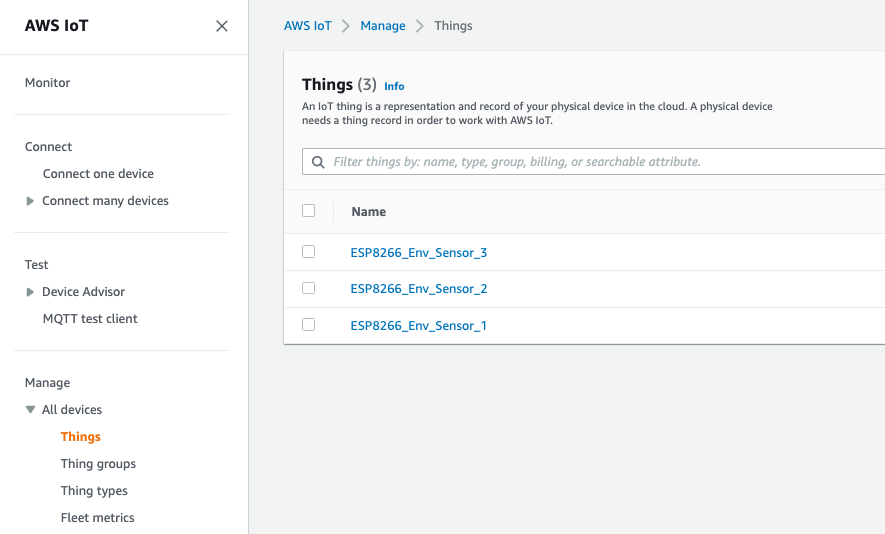 AWS IoT
Monitor
Connect
Connect one device
Connect many devices
Test
Device Advisor
MQTT test client
Manage
All devices
Things
Thing groups
Thing types
Fleet metrics
AWS IoT Manage Things
Things (3) Info
An IoT thing is a representation and record of your physical device in the cloud. A physical device
needs a thing record in order to work with AWS IoT.
Filter things by: name, type, group, billing, or searchable attribute.
Name
ESP8266_Env_Sensor_3
ESP8266_Env_Sensor_2
ESP8266_Env_Sensor_1